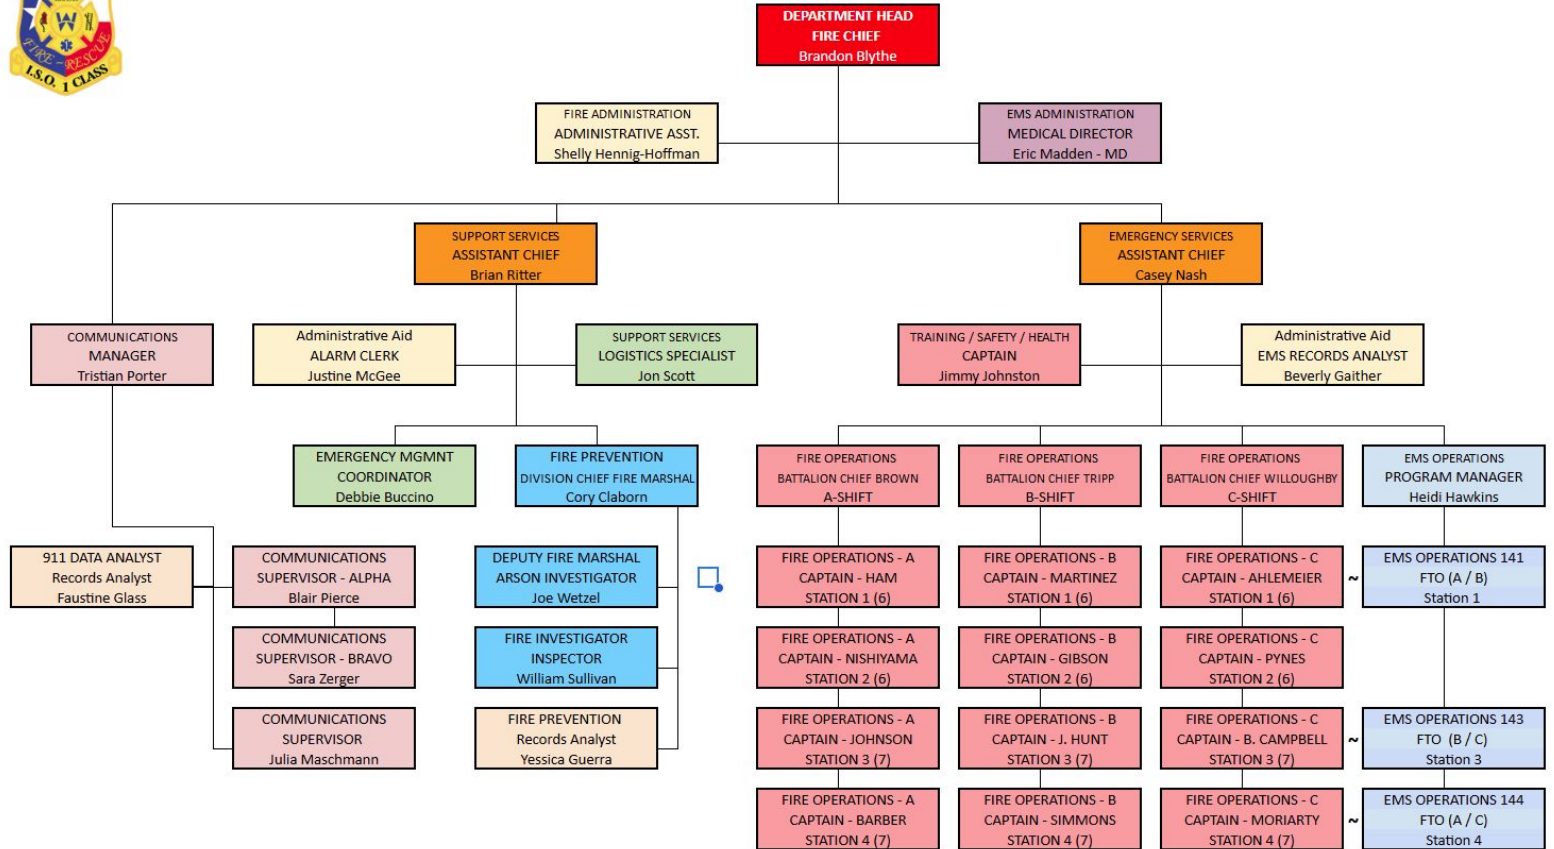 W
FIRE - RESCUE
I.S.O. 1 CLASS
DEPARTMENT HEAD
FIRE CHIEF
Brandon Blythe
FIRE ADMINISTRATION
ADMINISTRATIVE ASST.
Shelly Hennig-Hoffman
EMS ADMINISTRATION
MEDICAL DIRECTOR
Eric Madden - MD
SUPPORT SERVICES
ASSISTANT CHIEF
Brian Ritter
EMERGENCY SERVICES
ASSISTANT CHIEF
Casey Nash
COMMUNICATIONS
MANAGER
Tristian Porter
Administrative Aid
ALARM CLERK
Justine McGee
SUPPORT SERVICES
LOGISTICS SPECIALIST
Jon Scott
TRAINING / SAFETY / HEALTH
CAPTAIN
Jimmy Johnston
Administrative Aid
EMS RECORDS ANALYST
Beverly Gaither
EMERGENCY MGMNT
COORDINATOR
Debbie Buccino
FIRE PREVENTION
DIVISION CHIEF FIRE MARSHAL
Cory Claborn
FIRE OPERATIONS
BATTALION CHIEF BROWN
A-SHIFT
FIRE OPERATIONS
BATTALION CHIEF TRIPP
B-SHIFT
FIRE OPERATIONS
BATTALION CHIEF WILLOUGHBY
C-SHIFT
EMS OPERATIONS
PROGRAM MANAGER
Heidi Hawkins
911 DATA ANALYST
Records Analyst
Faustine Glass
COMMUNICATIONS
SUPERVISOR - ALPHA
Blair Pierce
DEPUTY FIRE MARSHAL
ARSON INVESTIGATOR
Joe Wetzel
FIRE OPERATIONS - A
CAPTAIN - HAM
STATION 1 (6)
FIRE OPERATIONS - B
CAPTAIN - MARTINEZ
STATION 1 (6)
FIRE OPERATIONS - C
CAPTAIN - AHLEMEIER
STATION 1 (6)
~
EMS OPERATIONS 141
FTO (A / B)
Station 1
COMMUNICATIONS
SUPERVISOR - BRAVO
Sara Zerger
FIRE INVESTIGATOR
INSPECTOR
William Sullivan
FIRE OPERATIONS - A
CAPTAIN - NISHIYAMA
STATION 2 (6)
FIRE OPERATIONS - B
CAPTAIN - GIBSON
STATION 2 (6)
FIRE OPERATIONS - C
CAPTAIN - PYNES
STATION 2 (6)
COMMUNICATIONS
SUPERVISOR
Julia Maschmann
FIRE PREVENTION
Records Analyst
Yessica Guerra
FIRE OPERATIONS - A
CAPTAIN - JOHNSON
STATION 3 (7)
FIRE OPERATIONS - B
CAPTAIN - J. HUNT
STATION 3 (7)
FIRE OPERATIONS - C
CAPTAIN - B. CAMPBELL
STATION 3 (7)
~
EMS OPERATIONS 143
FTO (B / C)
Station 3
FIRE OPERATIONS - A
CAPTAIN - BARBER
STATION 4 (7)
FIRE OPERATIONS - B
CAPTAIN - SIMMONS
STATION 4 (7)
FIRE OPERATIONS - C
CAPTAIN - MORIARTY
STATION 4 (7)
~
EMS OPERATIONS 144
FTO (A / C)
Station 4